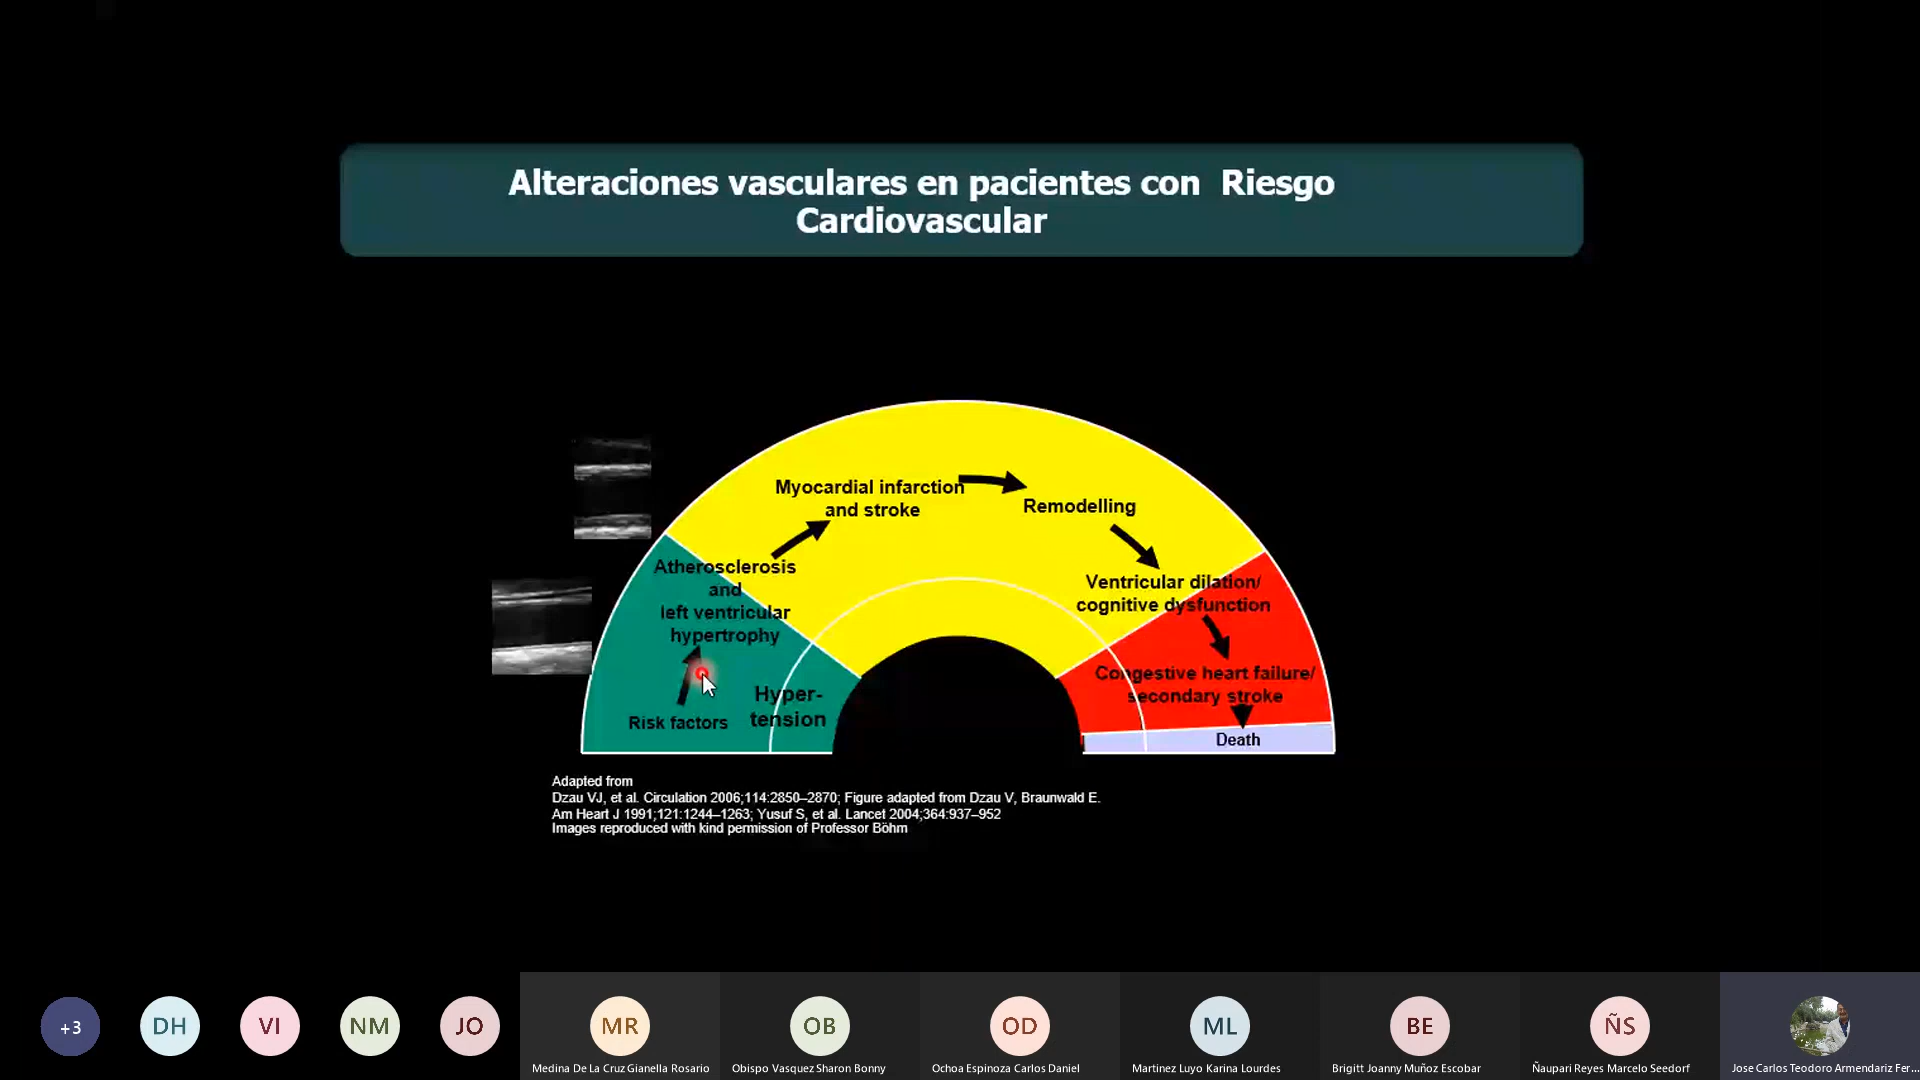 Alteraciones vasculares en pacientes con Riesgo
Cardiovascular
Myocardial infarction
and stroke
Remodelling
Atherosclerosis
and
left ventricular
hypertrophy
Ventricular dilation/
cognitive dysfunction
Risk factors
Hyper-
tension
Congestive heart failure/
secondary stroke
Death
Adapted from
Dzau VJ, et al. Circulation 2006;114:2850–2870; Figure adapted from Dzau V, Braunwald E.
Am Heart J 1991;121:1244–1263; Yusuf S, et al. Lancet 2004;364:937–952
Images reproduced with kind permission of Professor Böhm
+3
DH
VI
NM
JO
MR
OB
OD
ML
BE
ÑS
Medina De La Cruz Gianella Rosario
Obispo Vasquez Sharon Bonny
Ochoa Espinoza Carlos Daniel
Martinez Luyo Karina Lourdes
Brigitt Joanny Muñoz Escobar
Ñaupari Reyes Marcelo Seedorf
Jose Carlos Teodoro Armendariz Fer...